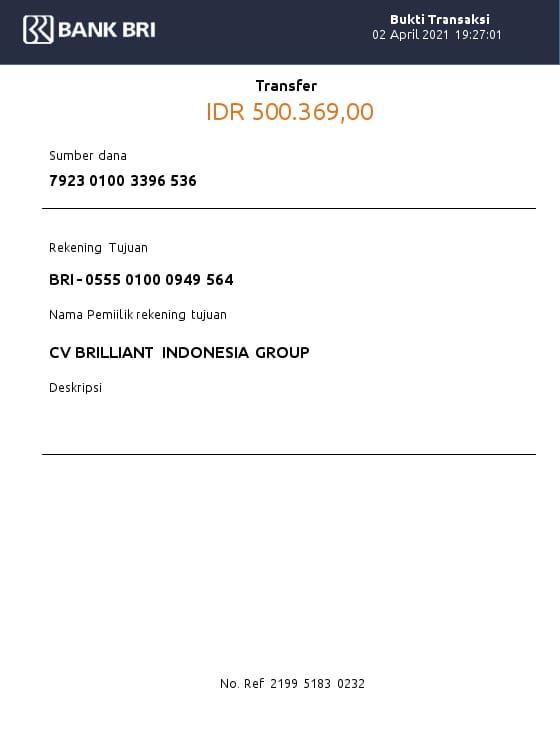 BANK BRI
Bukti Transaksi
02 April 2021 19:27:01
Transfer
IDR 500.369,00
Sumber dana
7923 0100 3396 536
Rekening Tujuan
BRI - 0555 0100 0949 564
Nama Pemiilik rekening tujuan
CV BRILLIANT INDONESIA GROUP
Deskripsi
No. Ref 2199 5183 0232